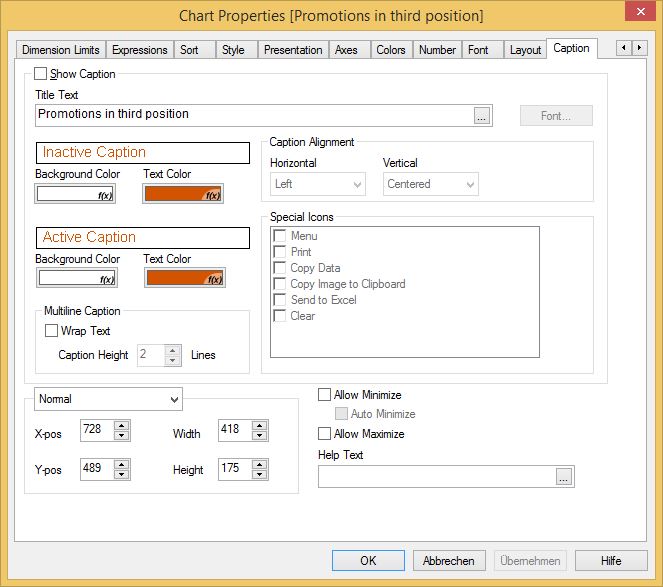 Chart Properties [Promotions in third position]
Dimension Limits Expressions Sort Style Presentation Axes Colors Number Font Layout Caption
Show Caption
Title Text
Promotions in third position ... Font...
Inactive Caption
Background Color Text Color
f(x) f(x)
Active Caption
Background Color Text Color
f(x) f(x)
Multiline Caption
Wrap Text
Caption Height 2 Lines
Caption Alignment
Horizontal Vertical
Left Centered
Special Icons
Menu
Print
Copy Data
Copy Image to Clipboard
Send to Excel
Clear
Normal
X-pos 728 Width 418
Y-pos 489 Height 175
Allow Minimize
Auto Minimize
Allow Maximize
Help Text
...
OK Abbrechen Übernehmen Hilfe